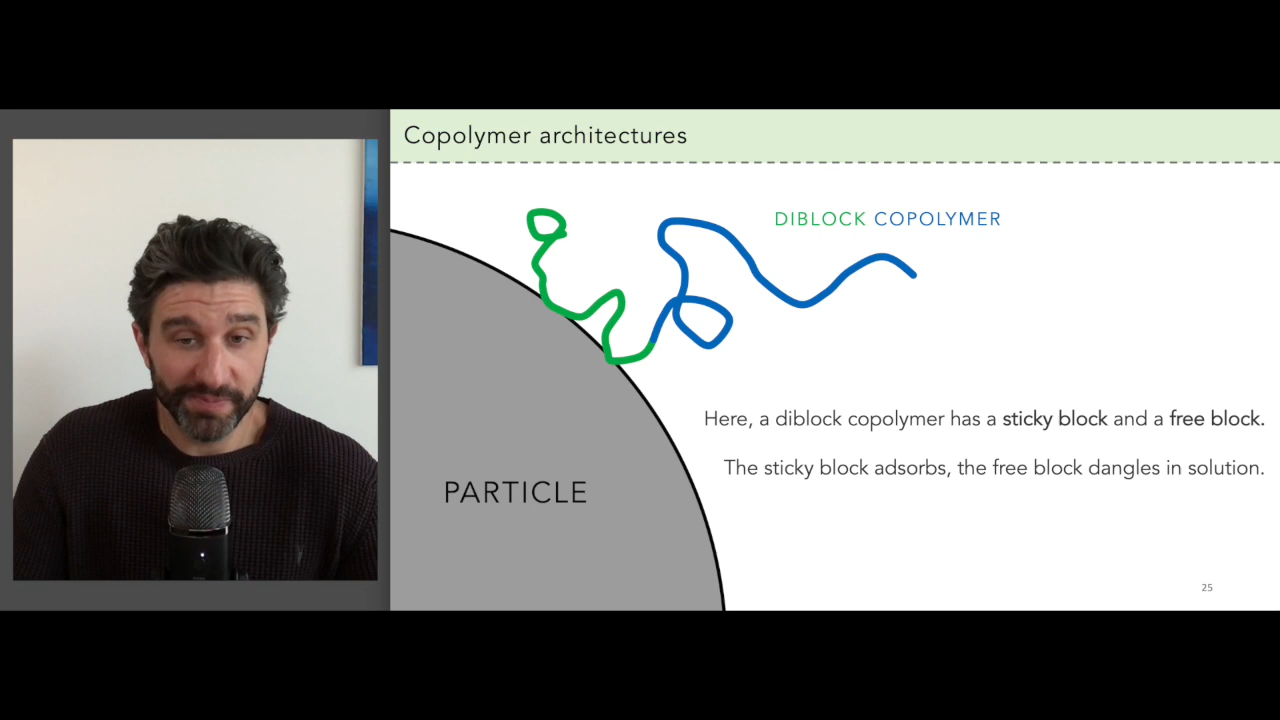 Copolymer architectures
DIBLOCK COPOLYMER
Here, a diblock copolymer has a sticky block and a free block.
The sticky block adsorbs, the free block dangles in solution.
PARTICLE
25